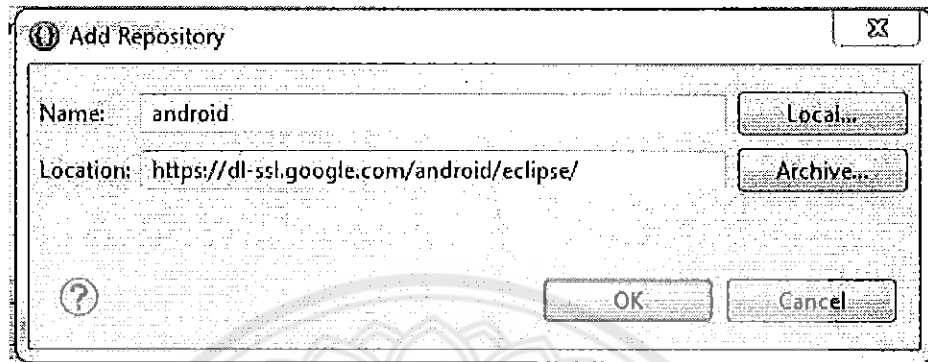 Add Repository
Name: android Local...
Location: https://dl-ssl.google.com/android/eclipse/ Archive...
? OK Cancel